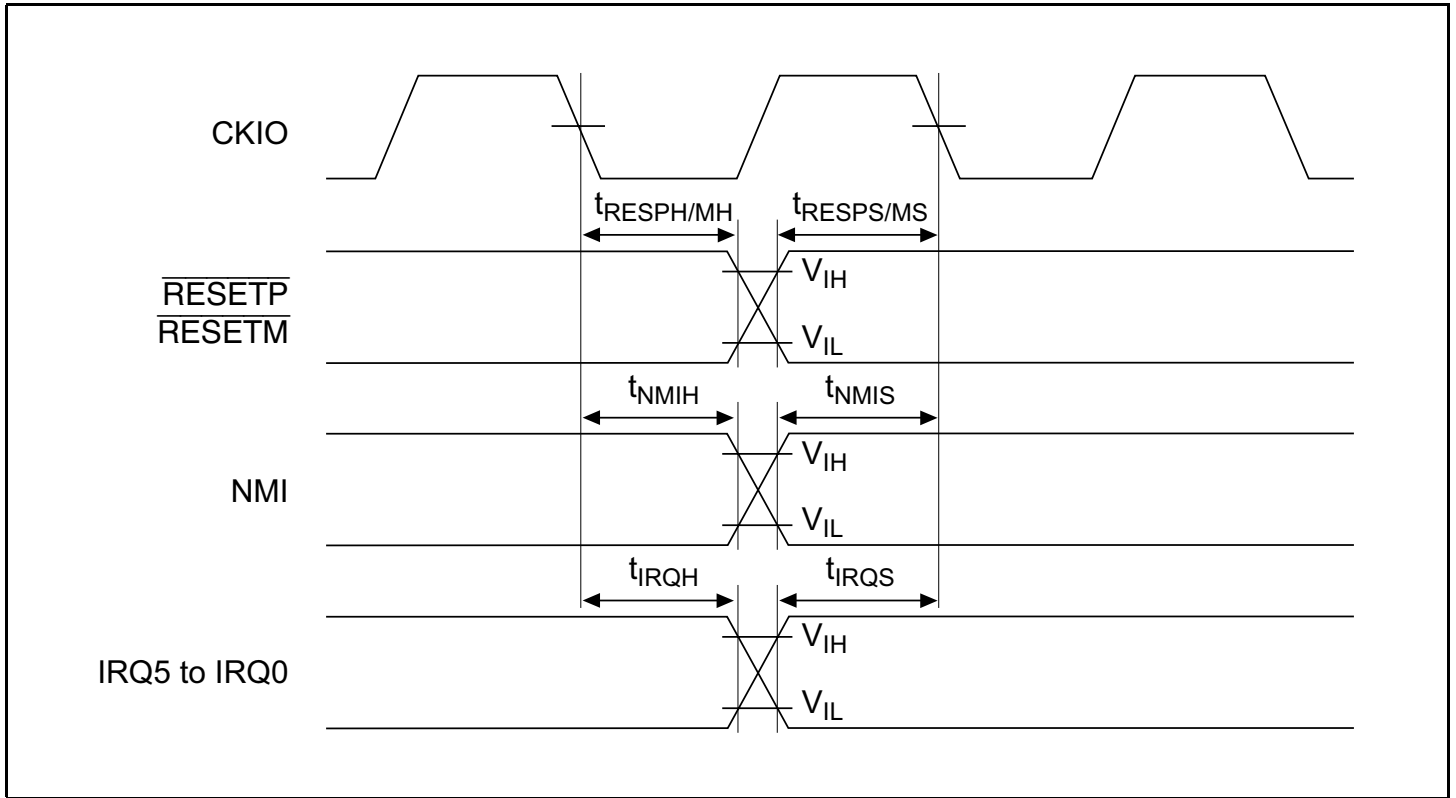 CKIO
tRESPH/MH tRESPS/MS
RESETP
RESETM
VIH
VIL
tNMIH tNMIS
NMI
VIH
VIL
tIRQH tIRQS
IRQ5 to IRQ0
VIH
VIL